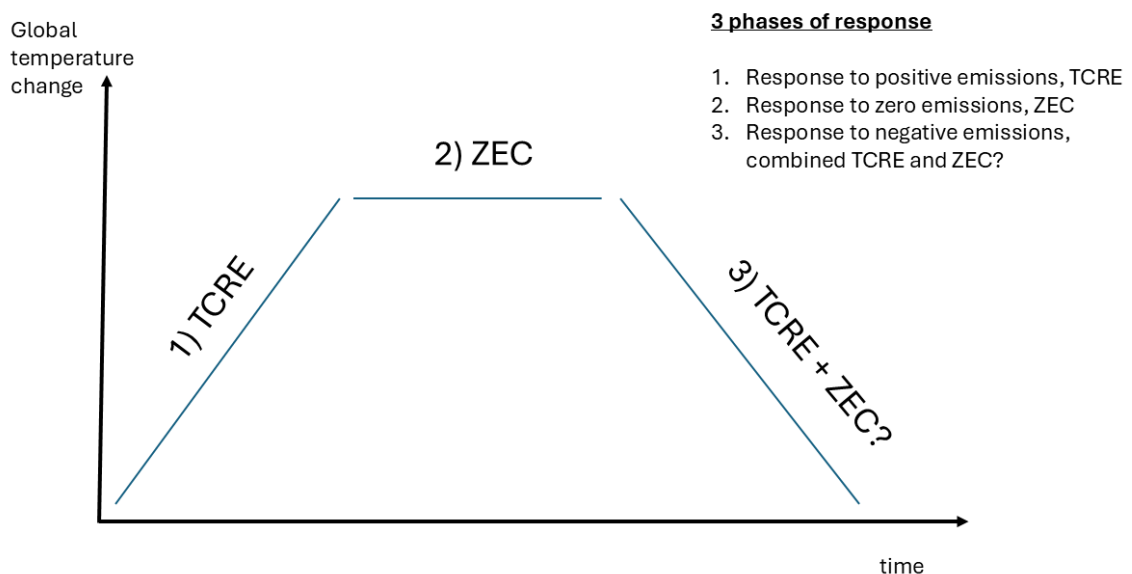 Global
temperature
change
3 phases of response
1. Response to positive emissions, TCRE
2. Response to zero emissions, ZEC
3. Response to negative emissions,
combined TCRE and ZEC?
2) ZEC
1) TCRE
3) TCRE + ZEC?
time